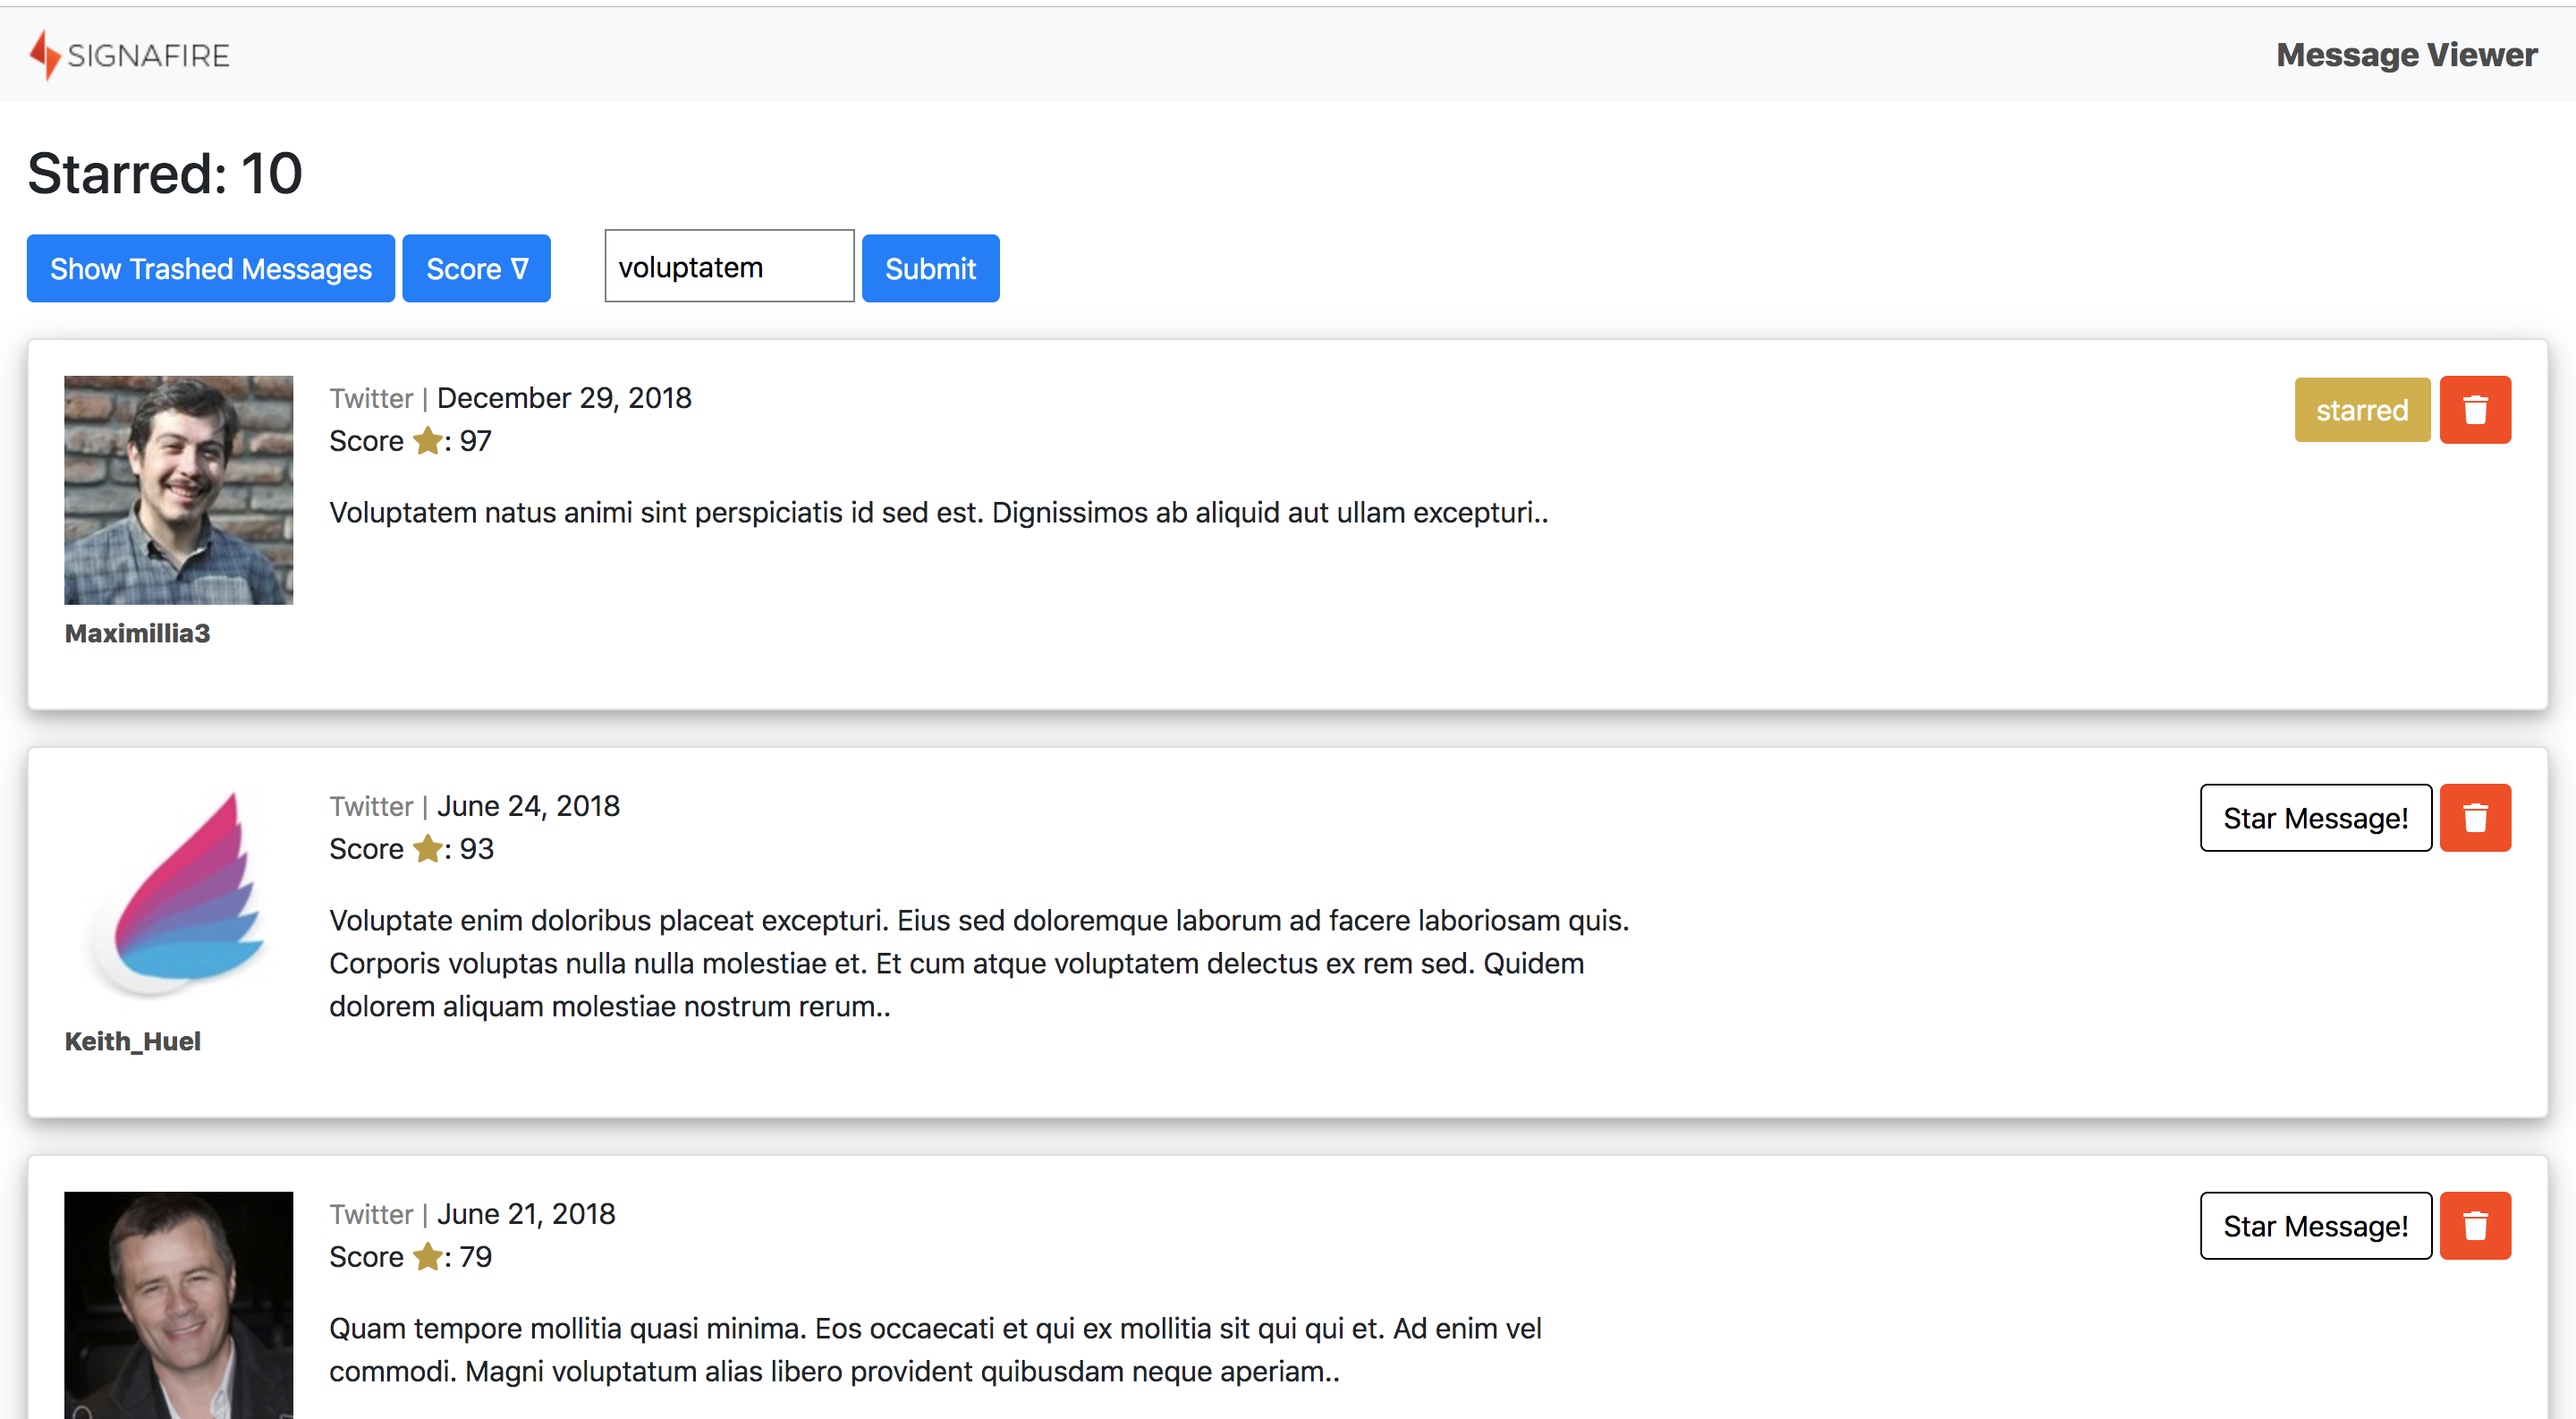 SIGNAFIRE
Message Viewer
Starred: 10
Show Trashed Messages
Score ∇
voluptatem
Submit
Twitter | December 29, 2018
starred
Score : 97
Voluptatem natus animi sint perspiciatis id sed est. Dignissimos ab aliquid aut ullam excepturi..
Maximillia3
Twitter | June 24, 2018
Star Message!
Score : 93
Voluptate enim doloribus placeat excepturi. Eius sed doloremque laborum ad facere laboriosam quis.
Corporis voluptas nulla nulla molestiae et. Et cum atque voluptatem delectus ex rem sed. Quidem
dolorem aliquam molestiae nostrum rerum..
Keith_Huel
Twitter | June 21, 2018
Star Message!
Score : 79
Quam tempore mollitia quasi minima. Eos occaecati et qui ex mollitia sit qui qui et. Ad enim vel
commodi. Magni voluptatum alias libero provident quibusdam neque aperiam..